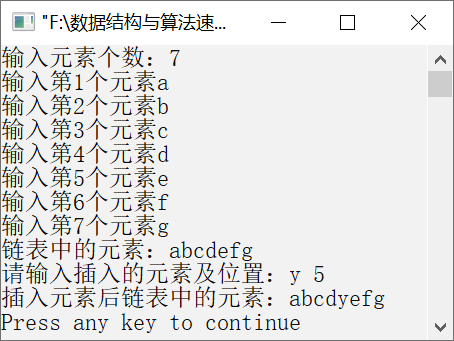 "F:\数据结构与算法速...
输入元素个数：7
输入第1个元素a
输入第2个元素b
输入第3个元素c
输入第4个元素d
输入第5个元素e
输入第6个元素f
输入第7个元素g
链表中的元素：abcdefg
请输入插入的元素及位置：y 5
插入元素后链表中的元素：abcdyefg
Press any key to continue